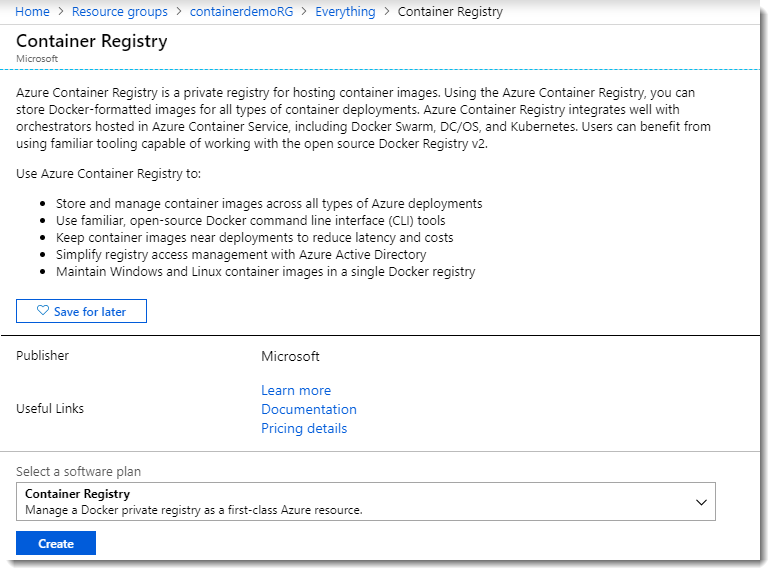 Home > Resource groups > containerdemoRG > Everything > Container Registry
Container Registry
Microsoft
Azure Container Registry is a private registry for hosting container images. Using the Azure Container Registry, you can
store Docker-formatted images for all types of container deployments. Azure Container Registry integrates well with
orchestrators hosted in Azure Container Service, including Docker Swarm, DC/OS, and Kubernetes. Users can benefit from
using familiar tooling capable of working with the open source Docker Registry v2.
Use Azure Container Registry to:
• Store and manage container images across all types of Azure deployments
• Use familiar, open-source Docker command line interface (CLI) tools
• Keep container images near deployments to reduce latency and costs
• Simplify registry access management with Azure Active Directory
• Maintain Windows and Linux container images in a single Docker registry
Save for later
Publisher Microsoft
Learn more
Useful Links Documentation
Pricing details
Select a software plan
Container Registry
Manage a Docker private registry as a first-class Azure resource.
Create